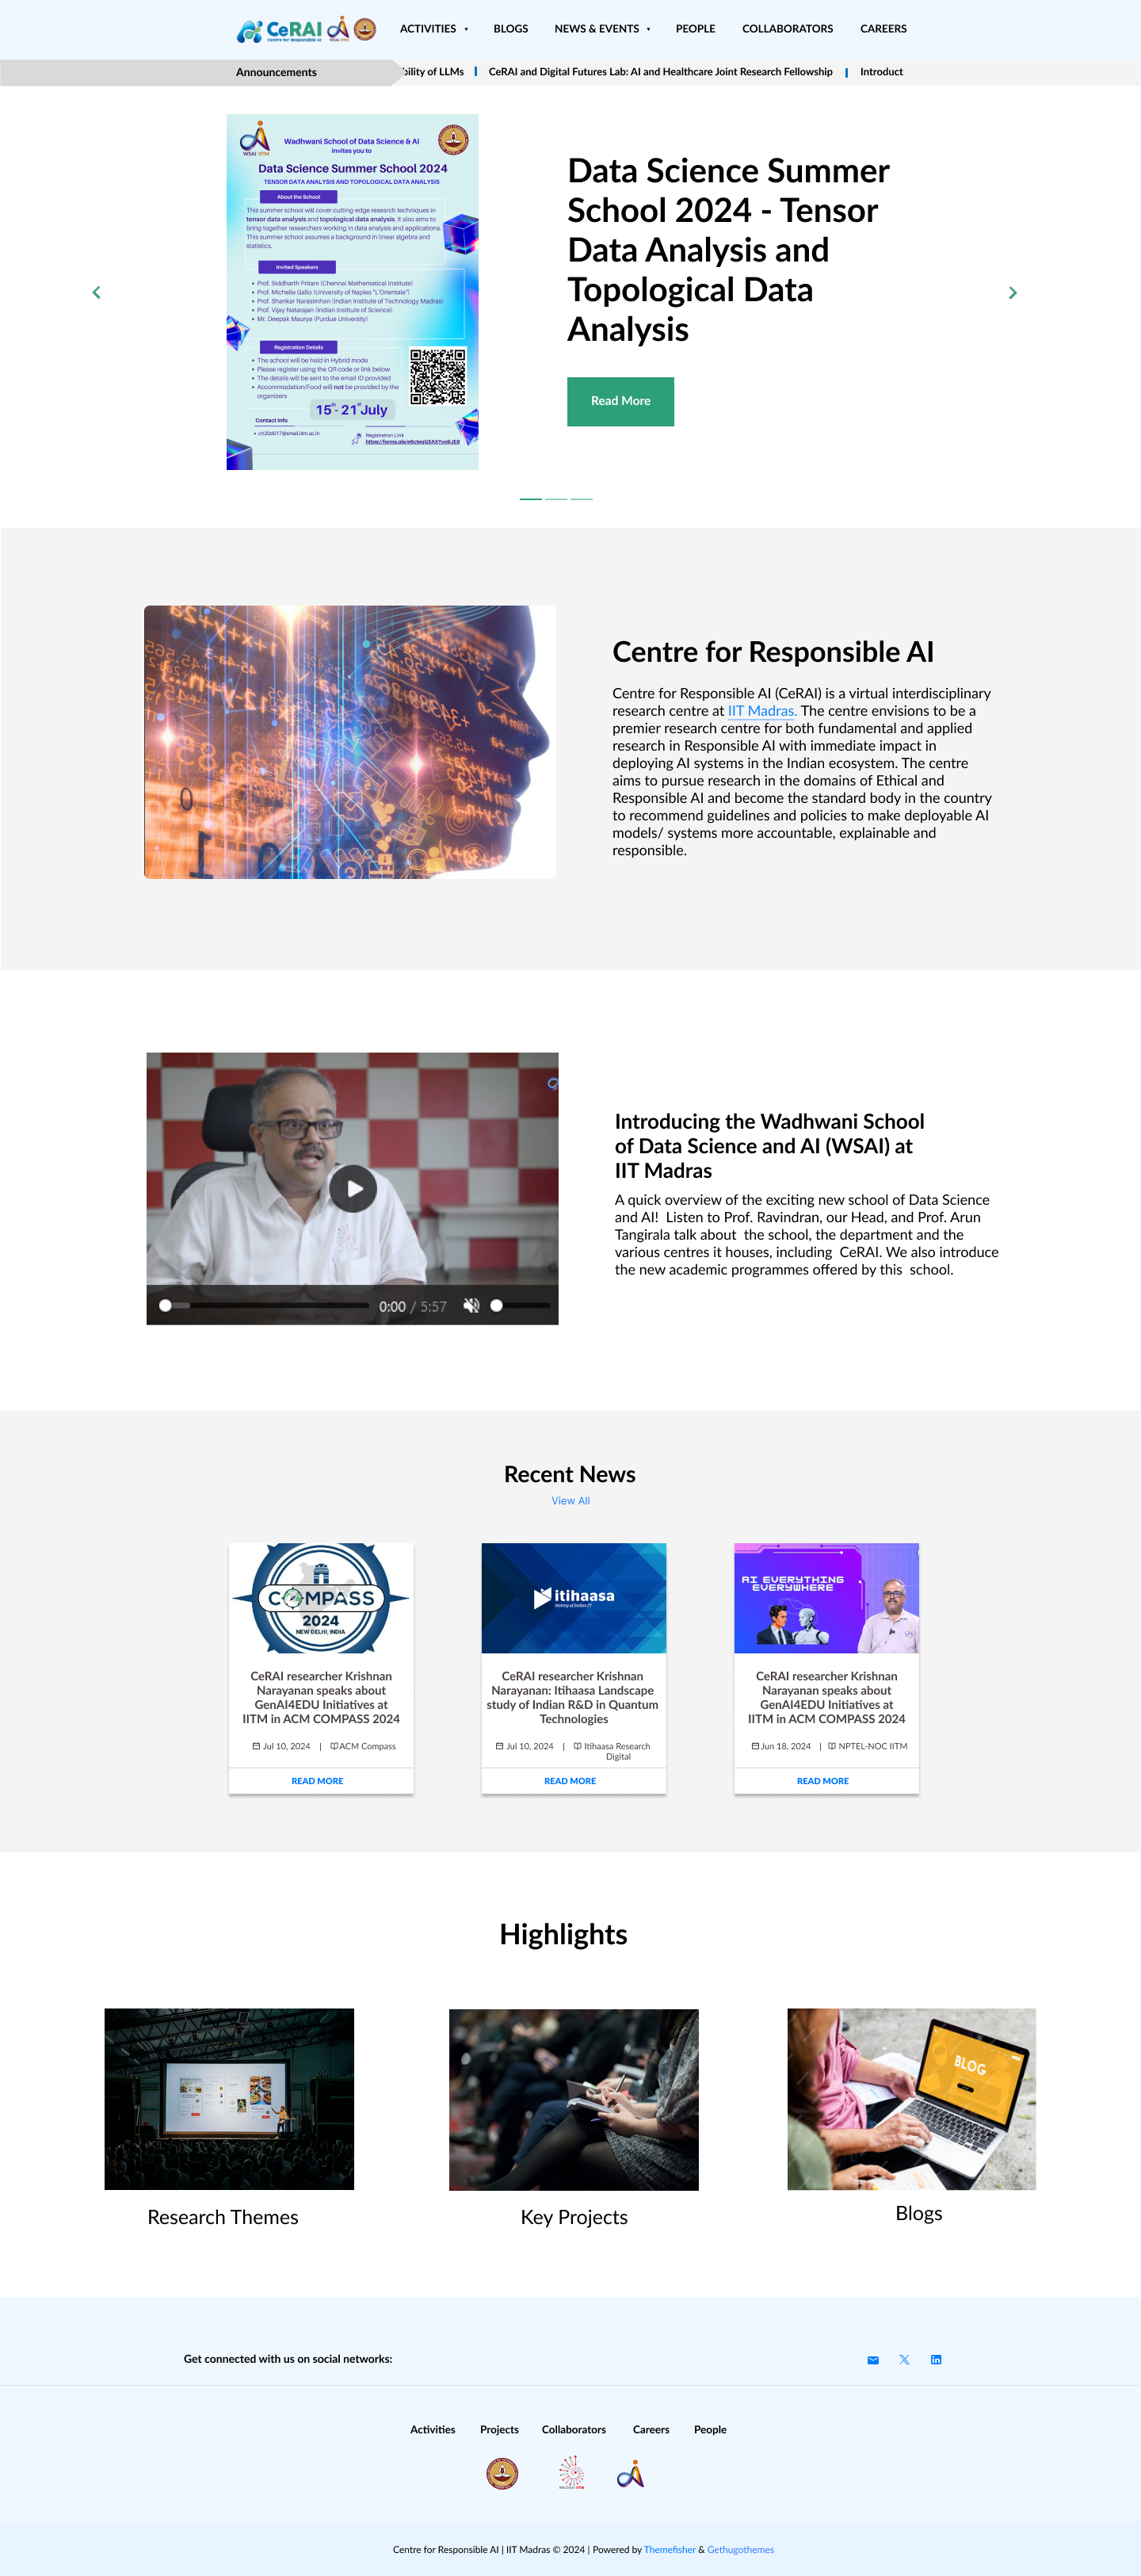 CeRAI
Centre for Responsible AI
WSAI IITM
ACTIVITIES
BLOGS
NEWS & EVENTS
PEOPLE
COLLABORATORS
CAREERS
Announcements
bility of LLMs
CeRAI and Digital Futures Lab: AI and Healthcare Joint Research Fellowship
Introduct
WSAI IITM
Wadhwani School of Data Science & AI
invites you to
Data Science Summer School 2024
TENSOR DATA ANALYSIS AND TOPOLOGICAL DATA ANALYSIS
About the School
This summer school will cover cutting-edge research techniques in
tensor data analysis and topological data analysis. It also aims to
bring together researchers working in data analysis and applications.
This summer school assumes a background in linear algebra and
statistics.
Invited Speakers
• Prof. Siddharth Pritam (Chennai Mathematical Institute)
• Prof. Michelle Gallo (University of Naples "L'Orientale")
• Prof. Shankar Narasimhan (Indian Institute of Technology Madras)
• Prof. Vijay Natarajan (Indian Institute of Science)
• Mr. Deepak Maurya (Purdue University)
Registration Details
• The school will be held in Hybrid mode
• Please register using the QR code or link below
• The details will be sent to the email ID provided
• Accommodation/Food will not be provided by the
organizers
15th- 21st July
Contact Info
• ch20d017@smail.iitm.ac.in
Registration Link
Data Science Summer
School 2024 - Tensor
Data Analysis and
Topological Data
Analysis
Read More
Centre for Responsible AI
Centre for Responsible AI (CeRAI) is a virtual interdisciplinary
research centre at IIT Madras. The centre envisions to be a
premier research centre for both fundamental and applied
research in Responsible AI with immediate impact in
deploying AI systems in the Indian ecosystem. The centre
aims to pursue research in the domains of Ethical and
Responsible AI and become the standard body in the country
to recommend guidelines and policies to make deployable AI
models/ systems more accountable, explainable and
responsible.
0:00 / 5:57
Introducing the Wadhwani School
of Data Science and AI (WSAI) at
IIT Madras
A quick overview of the exciting new school of Data Science
and AI! Listen to Prof. Ravindran, our Head, and Prof. Arun
Tangirala talk about the school, the department and the
various centres it houses, including CeRAI. We also introduce
the new academic programmes offered by this school.
Recent News
View All
COMPASS
2024
NEW DELHI, INDIA
CeRAI researcher Krishnan
Narayanan speaks about
GenAI4EDU Initiatives at
IITM in ACM COMPASS 2024
Jul 10, 2024 | ACM Compass
READ MORE
itihaasa
history of Indian IT
CeRAI researcher Krishnan
Narayanan: Itihaasa Landscape
study of Indian R&D in Quantum
Technologies
Jul 10, 2024 | Itihaasa Research
Digital
READ MORE
AI EVERYTHING
EVERYWHERE
CeRAI researcher Krishnan
Narayanan speaks about
GenAI4EDU Initiatives at
IITM in ACM COMPASS 2024
Jun 18, 2024 | NPTEL-NOC IITM
READ MORE
Highlights
BLOG
Research Themes
Key Projects
Blogs
Get connected with us on social networks:
Activities
Projects
Collaborators
Careers
People
Centre for Responsible AI | IIT Madras © 2024 | Powered by Themefisher & Gethugothemes